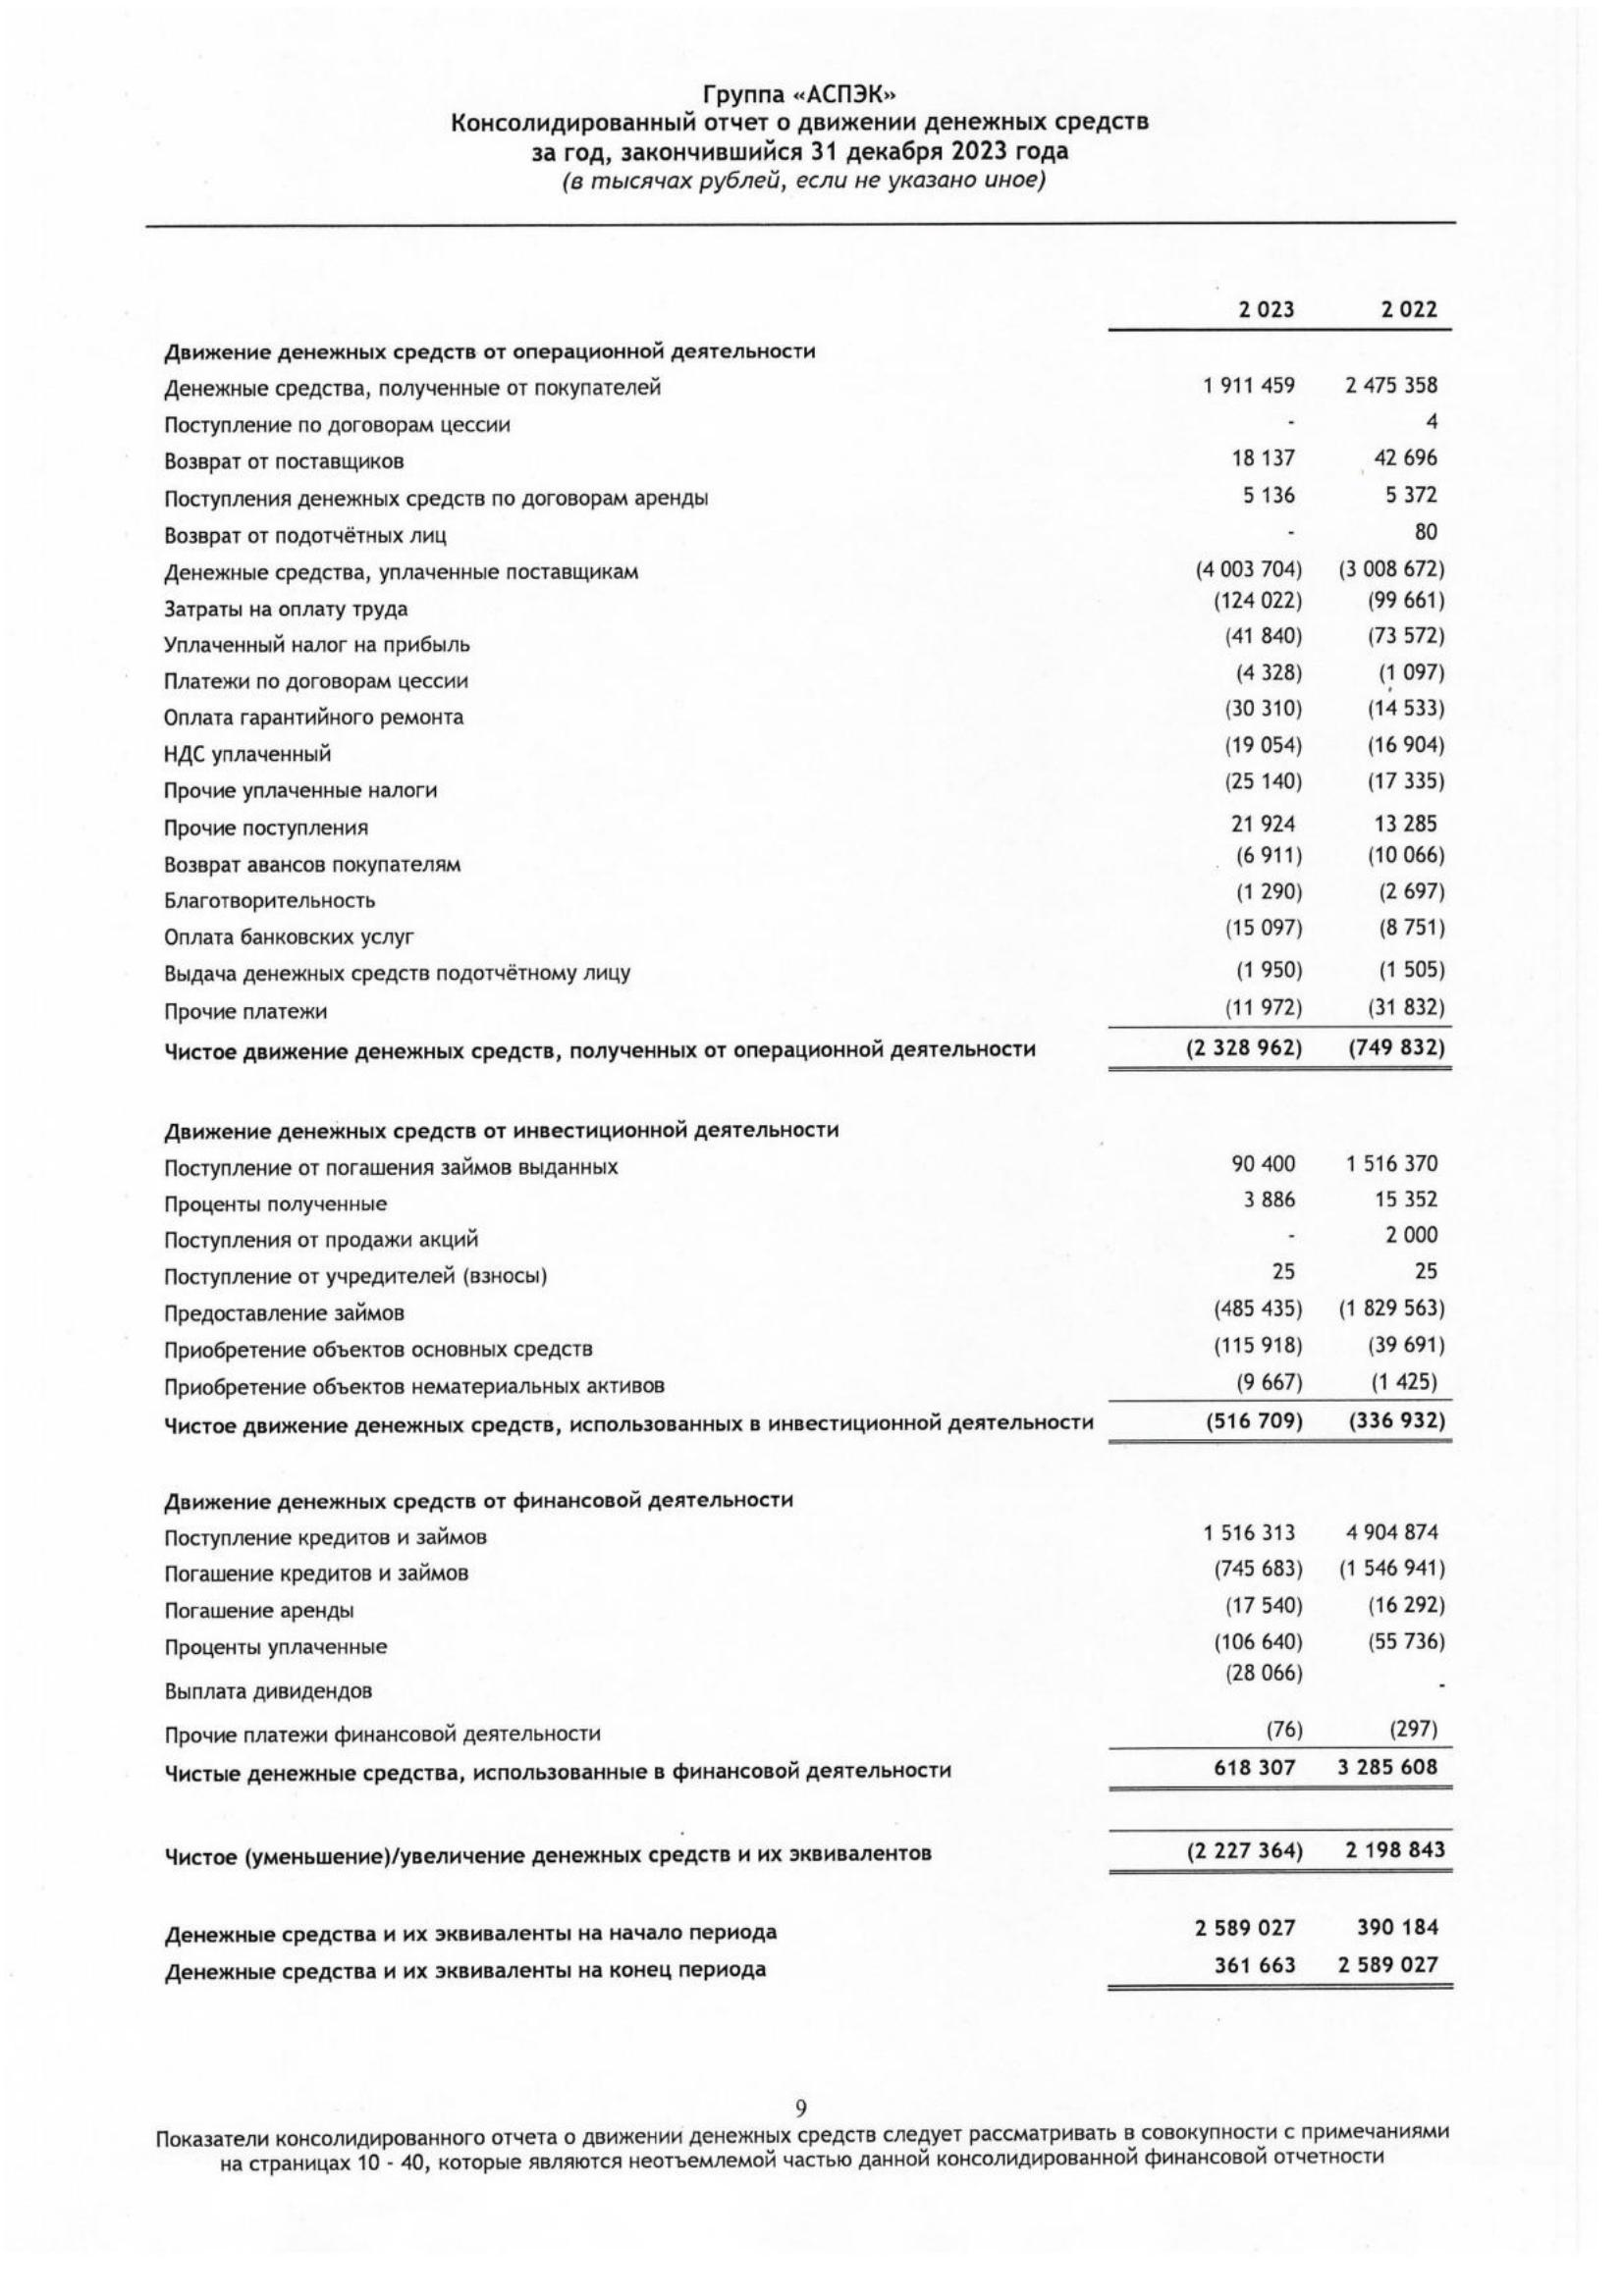 Группа «АСПЭК»
Консолидированный отчет о движении денежных средств
за год, закончившийся 31 декабря 2023 года
(в тысячах рублей, если не указано иное)
2 023 2 022
Движение денежных средств от операционной деятельности
Денежные средства, полученные от покупателей 1 911 459 2 475 358
Поступление по договорам цессии - 4
Возврат от поставщиков 18 137 42 696
Поступления денежных средств по договорам аренды 5 136 5 372
Возврат от подотчётных лиц - 80
Денежные средства, уплаченные поставщикам (4 003 704) (3 008 672)
Затраты на оплату труда (124 022) (99 661)
Уплаченный налог на прибыль (41 840) (73 572)
Платежи по договорам цессии (4 328) (1 097)
Оплата гарантийного ремонта (30 310) (14 533)
НДС уплаченный (19 054) (16 904)
Прочие уплаченные налоги (25 140) (17 335)
Прочие поступления 21 924 13 285
Возврат авансов покупателям (6 911) (10 066)
Благотворительность (1 290) (2 697)
Оплата банковских услуг (15 097) (8 751)
Выдача денежных средств подотчётному лицу (1 950) (1 505)
Прочие платежи (11 972) (31 832)
Чистое движение денежных средств, полученных от операционной деятельности (2 328 962) (749 832)
Движение денежных средств от инвестиционной деятельности
Поступление от погашения займов выданных 90 400 1 516 370
Проценты полученные 3 886 15 352
Поступления от продажи акций - 2 000
Поступление от учредителей (взносы) 25 25
Предоставление займов (485 435) (1 829 563)
Приобретение объектов основных средств (115 918) (39 691)
Приобретение объектов нематериальных активов (9 667) (1 425)
Чистое движение денежных средств, использованных в инвестиционной деятельности (516 709) (336 932)
Движение денежных средств от финансовой деятельности
Поступление кредитов и займов 1 516 313 4 904 874
Погашение кредитов и займов (745 683) (1 546 941)
Погашение аренды (17 540) (16 292)
Проценты уплаченные (106 640) (55 736)
Выплата дивидендов (28 066) -
Прочие платежи финансовой деятельности (76) (297)
Чистые денежные средства, использованные в финансовой деятельности 618 307 3 285 608
Чистое (уменьшение)/увеличение денежных средств и их эквивалентов (2 227 364) 2 198 843
Денежные средства и их эквиваленты на начало периода 2 589 027 390 184
Денежные средства и их эквиваленты на конец периода 361 663 2 589 027
9
Показатели консолидированного отчета о движении денежных средств следует рассматривать в совокупности с примечаниями
на страницах 10 - 40, которые являются неотъемлемой частью данной консолидированной финансовой отчетности